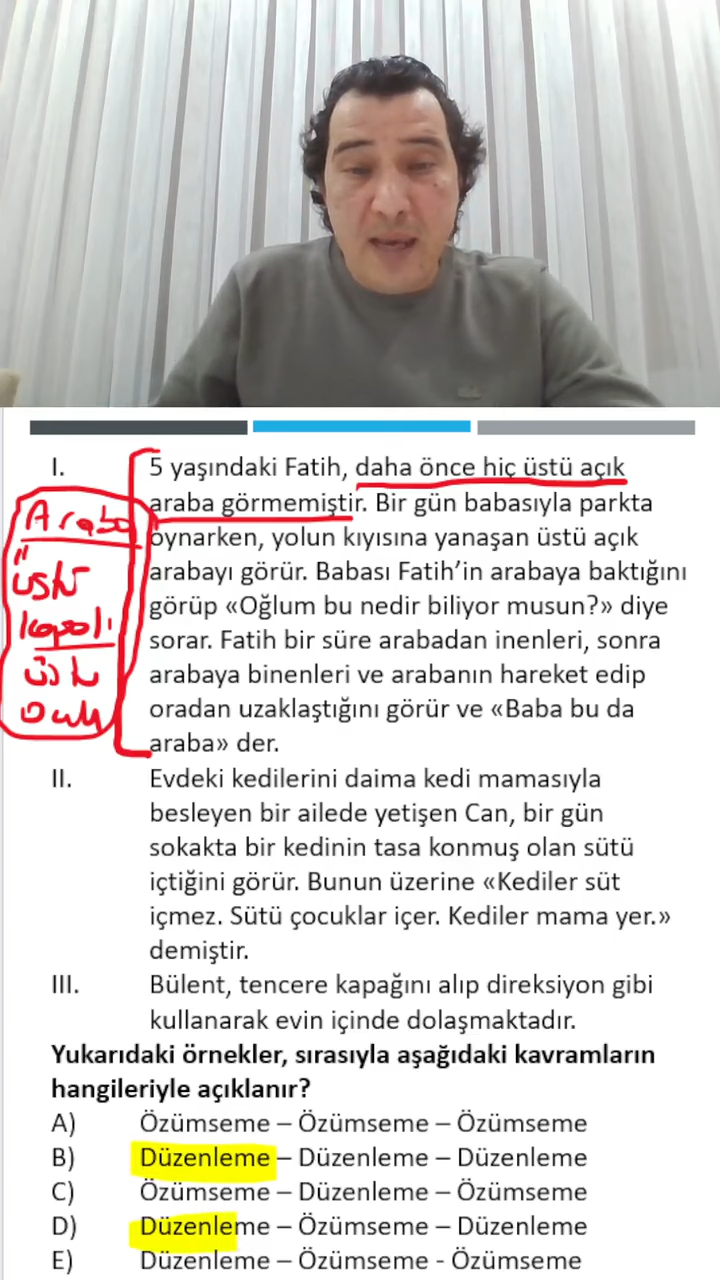 I. 5 yaşındaki Fatih, daha önce hiç üstü açık
araba görmemiştir. Bir gün babasıyla parkta
oynarken, yolun kıyısına yanaşan üstü açık
arabayı görür. Babası Fatih’in arabaya baktığını
görüp «Oğlum bu nedir biliyor musun?» diye
sorar. Fatih bir süre arabadan inenleri, sonra
arabaya binenleri ve arabanın hareket edip
oradan uzaklaştığını görür ve «Baba bu da
araba» der.
Araba
üstü
kapalı
üstü
II. Evdeki kedilerini daima kedi mamasıyla
besleyen bir ailede yetişen Can, bir gün
sokakta bir kedinin tasa konmuş olan sütü
içtiğini görür. Bunun üzerine «Kediler süt
içmez. Sütü çocuklar içer. Kediler mama yer.»
demiştir.
III. Bülent, tencere kapağını alıp direksiyon gibi
kullanarak evin içinde dolaşmaktadır.
Yukarıdaki örnekler, sırasıyla aşağıdaki kavramların
hangileriyle açıklanır?
A) Özümseme – Özümseme – Özümseme
B) Düzenleme – Düzenleme – Düzenleme
C) Özümseme – Düzenleme – Özümseme
D) Düzenleme – Özümseme – Düzenleme
E) Düzenleme – Özümseme - Özümseme